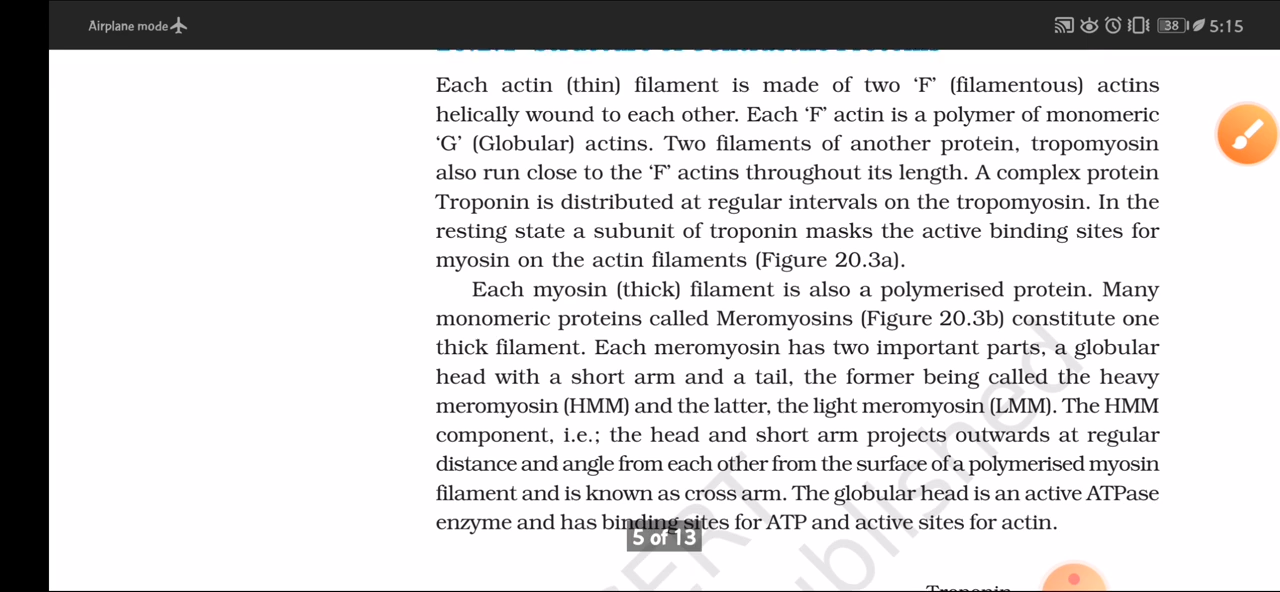 Airplane mode
38
5:15
Each actin (thin) filament is made of two ‘F’ (filamentous) actins
helically wound to each other. Each ‘F’ actin is a polymer of monomeric
‘G’ (Globular) actins. Two filaments of another protein, tropomyosin
also run close to the ‘F’ actins throughout its length. A complex protein
Troponin is distributed at regular intervals on the tropomyosin. In the
resting state a subunit of troponin masks the active binding sites for
myosin on the actin filaments (Figure 20.3a).
Each myosin (thick) filament is also a polymerised protein. Many
monomeric proteins called Meromyosins (Figure 20.3b) constitute one
thick filament. Each meromyosin has two important parts, a globular
head with a short arm and a tail, the former being called the heavy
meromyosin (HMM) and the latter, the light meromyosin (LMM). The HMM
component, i.e.; the head and short arm projects outwards at regular
distance and angle from each other from the surface of a polymerised myosin
filament and is known as cross arm. The globular head is an active ATPase
enzyme and has binding sites for ATP and active sites for actin.
5 of 13
Troponin